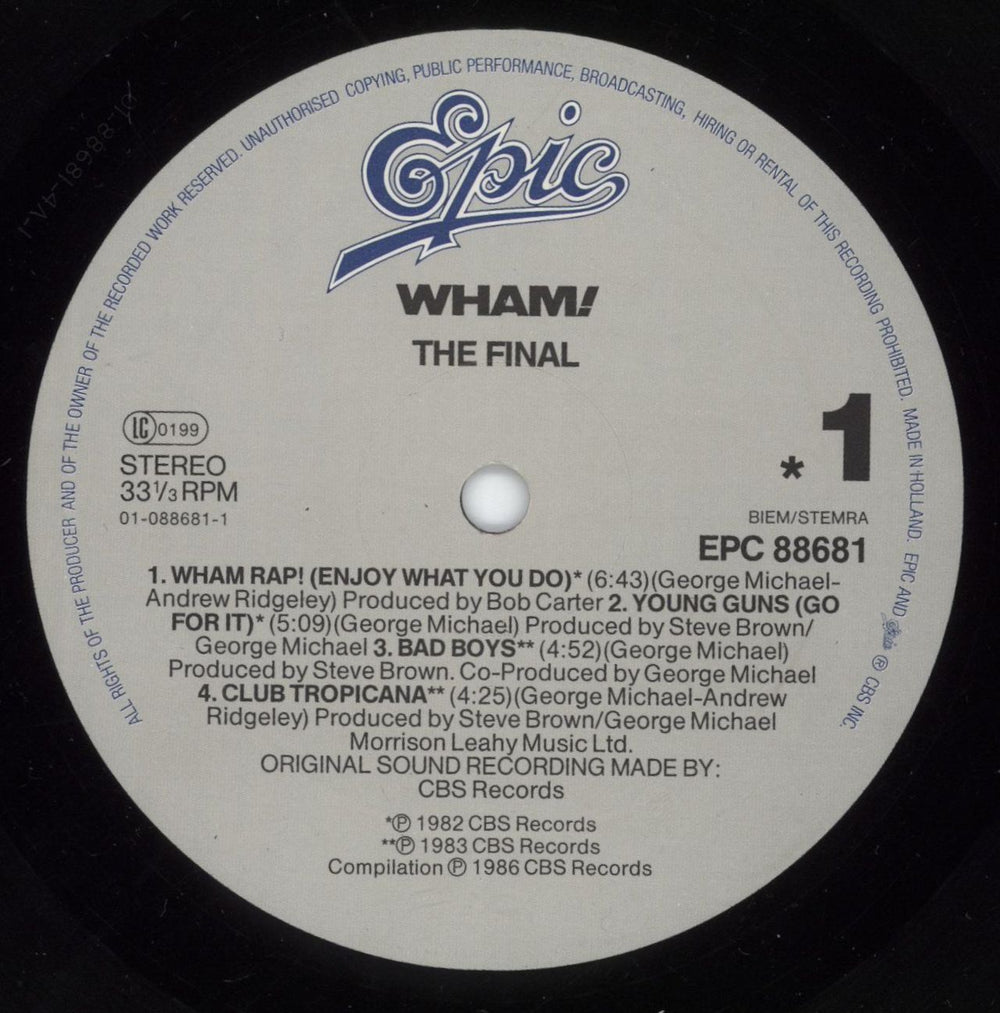 ALL RIGHTS OF THE PRODUCER AND OF THE OWNER OF THE RECORDED WORK RESERVED. UNAUTHORISED COPYING, PUBLIC PERFORMANCE, BROADCASTING, HIRING OR RENTAL OF THIS RECORDING PROHIBITED. MADE IN HOLLAND. EPIC AND Epic ℗ CBS INC.
Epic
WHAM!
THE FINAL
* 1
LC 0199
STEREO
33⅓ RPM
01-088681-1
BIEM/STEMRA
EPC 88681
1. WHAM RAP! (ENJOY WHAT YOU DO)* (6:43)(George Michael-
Andrew Ridgeley) Produced by Bob Carter 2. YOUNG GUNS (GO
FOR IT)* (5:09)(George Michael) Produced by Steve Brown/
George Michael 3. BAD BOYS** (4:52)(George Michael)
Produced by Steve Brown. Co-Produced by George Michael
4. CLUB TROPICANA** (4:25)(George Michael-Andrew
Ridgeley) Produced by Steve Brown/George Michael
Morrison Leahy Music Ltd.
ORIGINAL SOUND RECORDING MADE BY:
CBS Records
*℗ 1982 CBS Records
**℗ 1983 CBS Records
Compilation ℗ 1986 CBS Records